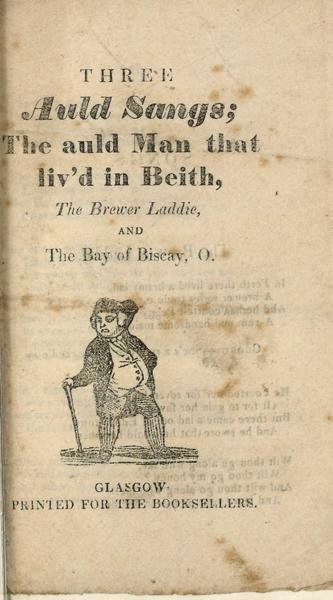 THREE
Auld Sangs;
The auld Man that
liv'd in Beith,
The Brewer Laddie,
AND
The Bay of Biscay, O.
GLASGOW
PRINTED FOR THE BOOKSELLERS.